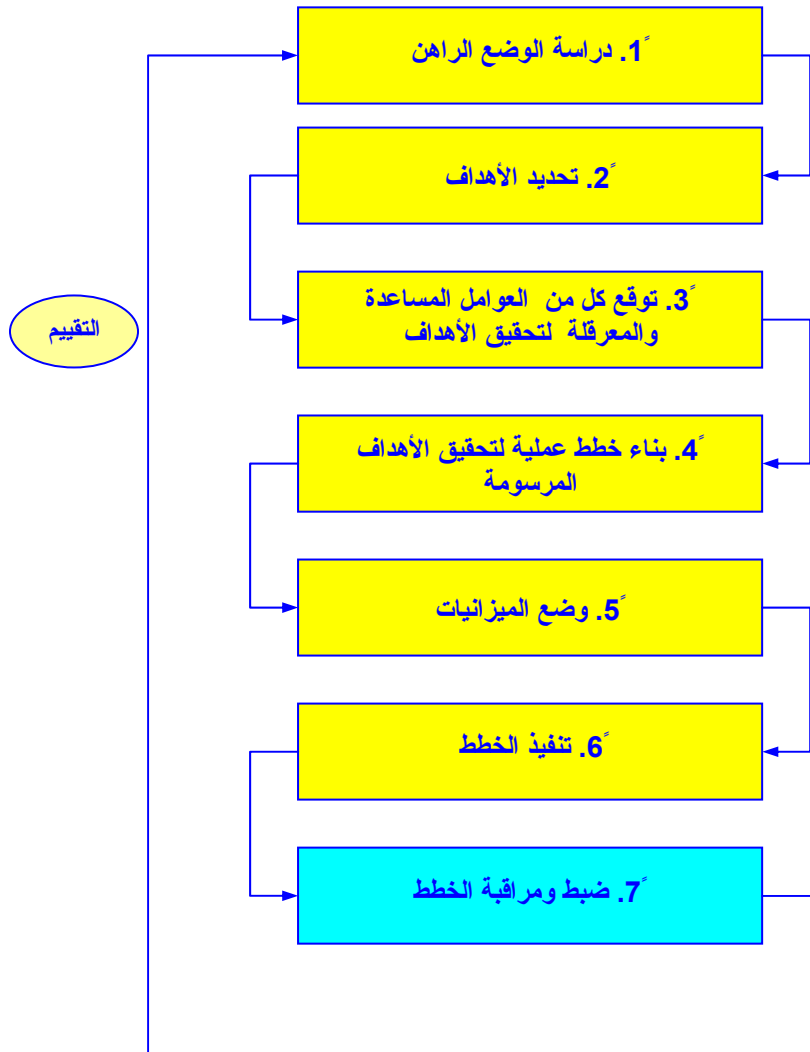 1. دراسة الوضع الراهن
2. تحديد الأهداف
3. توقع كل من العوامل المساعدة
والمعرقلة لتحقيق الأهداف
التقييم
4. بناء خطط عملية لتحقيق الأهداف
المرسومة
5. وضع الميزانيات
6. تنفيذ الخطط
7. ضبط ومراقبة الخطط